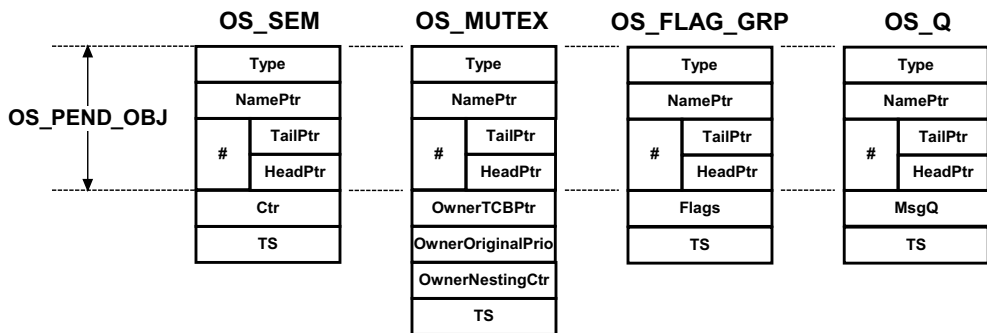 OS_SEM OS_MUTEX OS_FLAG_GRP OS_Q
Type Type Type Type
NamePtr NamePtr NamePtr NamePtr
OS_PEND_OBJ
# TailPtr # TailPtr # TailPtr # TailPtr
HeadPtr HeadPtr HeadPtr HeadPtr
Ctr OwnerTCBPtr Flags MsgQ
TS OwnerOriginalPrio TS TS
OwnerNestingCtr
TS